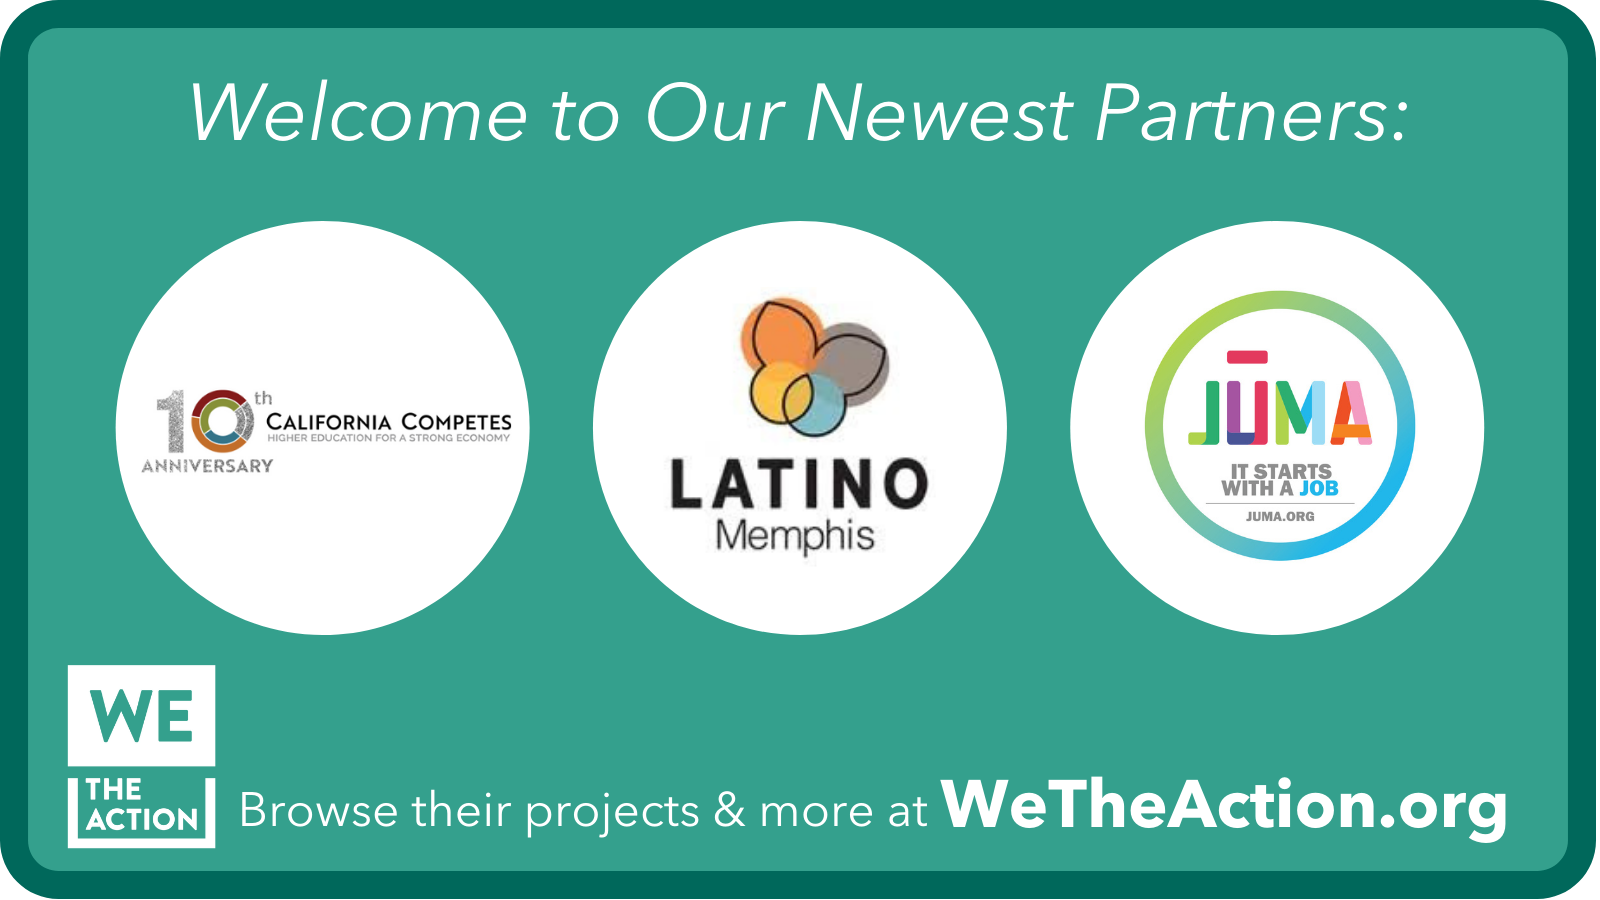 Welcome to Our Newest Partners:
10th
ANNIVERSARY
CALIFORNIA COMPETES
HIGHER EDUCATION FOR A STRONG ECONOMY
LATINO
Memphis
JŪMA
IT STARTS
WITH A JOB
JUMA.ORG
WE
THE
ACTION
Browse their projects & more at WeTheAction.org